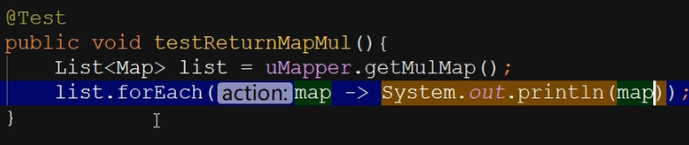 @Test
public void testReturnMapMul(){
List<Map> list = uMapper.getMulMap();
list.forEach(action: map -> System.out.println(map));
}